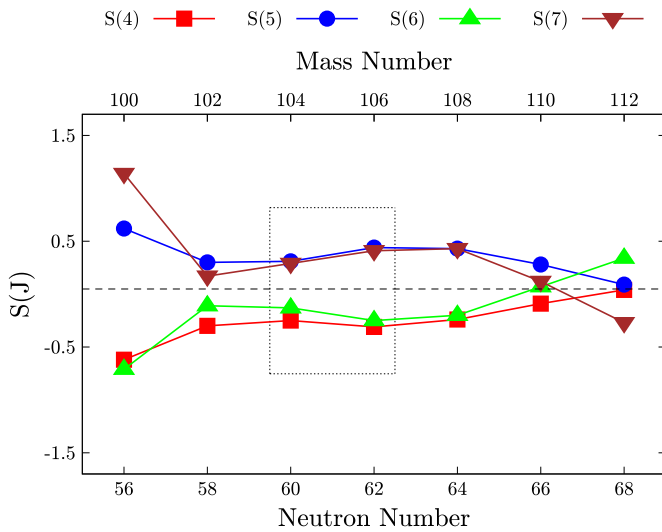 S(4) S(5) S(6) S(7)
Mass Number
100 102 104 106 108 110 112
1.5
0.5
-0.5
-1.5
S(J)
56 58 60 62 64 66 68
Neutron Number